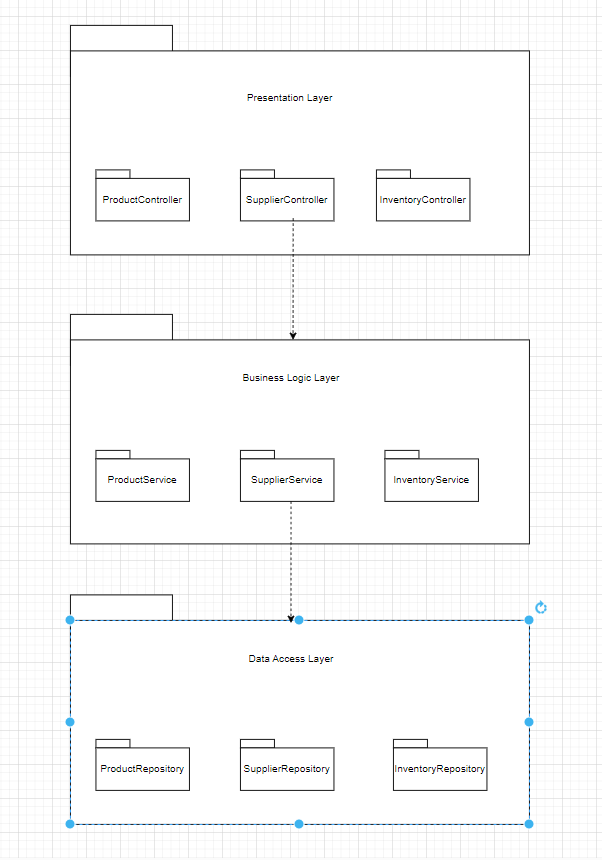 Presentation Layer
ProductController
SupplierController
InventoryController
Business Logic Layer
ProductService
SupplierService
InventoryService
Data Access Layer
ProductRepository
SupplierRepository
InventoryRepository